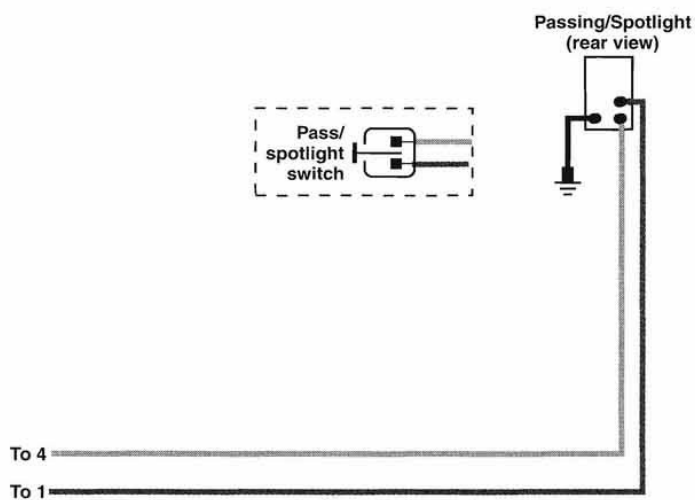 Passing/Spotlight
(rear view)
Pass/
spotlight
switch
To 4
To 1